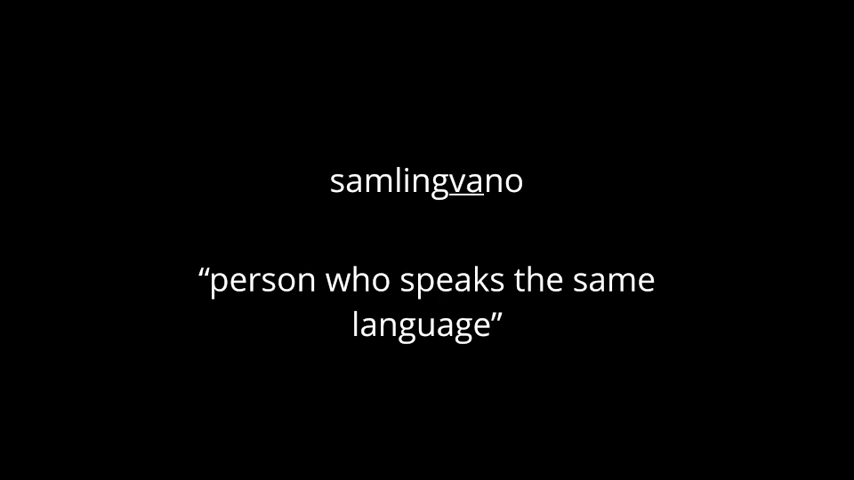 samlingvano
“person who speaks the same
language”